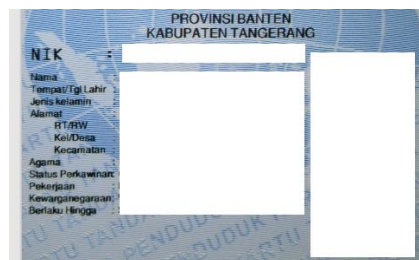 PROVINSI BANTEN
KABUPATEN TANGERANG
NIK :
Nama :
Tempat/Tgl Lahir :
Jenis kelamin :
Alamat :
RT/RW :
Kel/Desa :
Kecamatan :
Agama :
Status Perkawinan:
Pekerjaan :
Kewarganegaraan:
Berlaku Hingga :